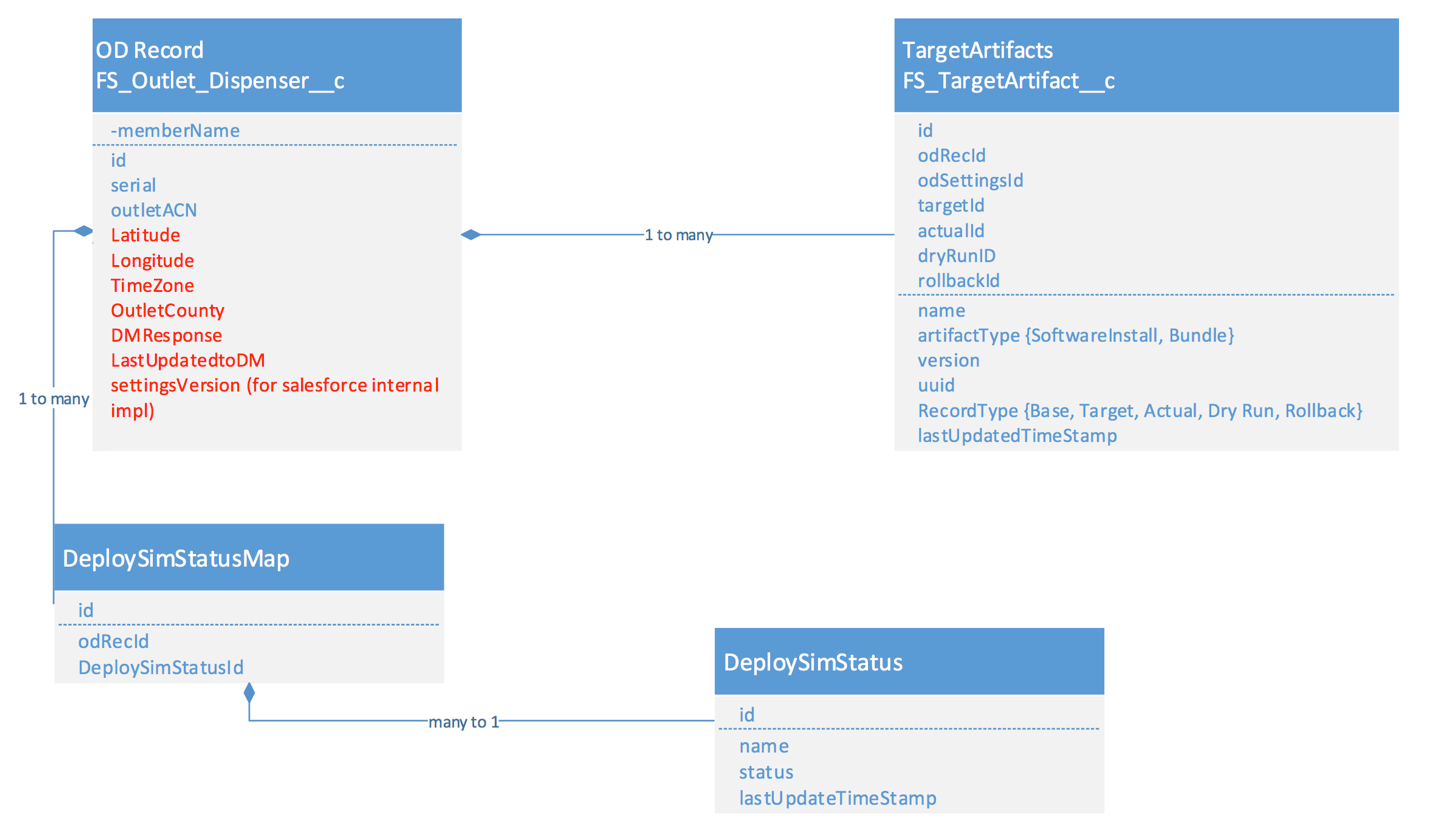 OD Record
FS_Outlet_Dispenser__c
-memberName
id
serial
outletACN
Latitude
Longitude
TimeZone
OutletCounty
DMResponse
LastUpdatedtoDM
settingsVersion (for salesforce internal
impl)
TargetArtifacts
FS_TargetArtifact__c
id
odRecId
odSettingsId
targetId
actualId
dryRunID
rollbackId
name
artifactType {SoftwareInstall, Bundle}
version
uuid
RecordType {Base, Target, Actual, Dry Run, Rollback}
lastUpdatedTimeStamp
1 to many
1 to many
DeploySimStatusMap
id
odRecId
DeploySimStatusId
many to 1
DeploySimStatus
id
name
status
lastUpdateTimeStamp